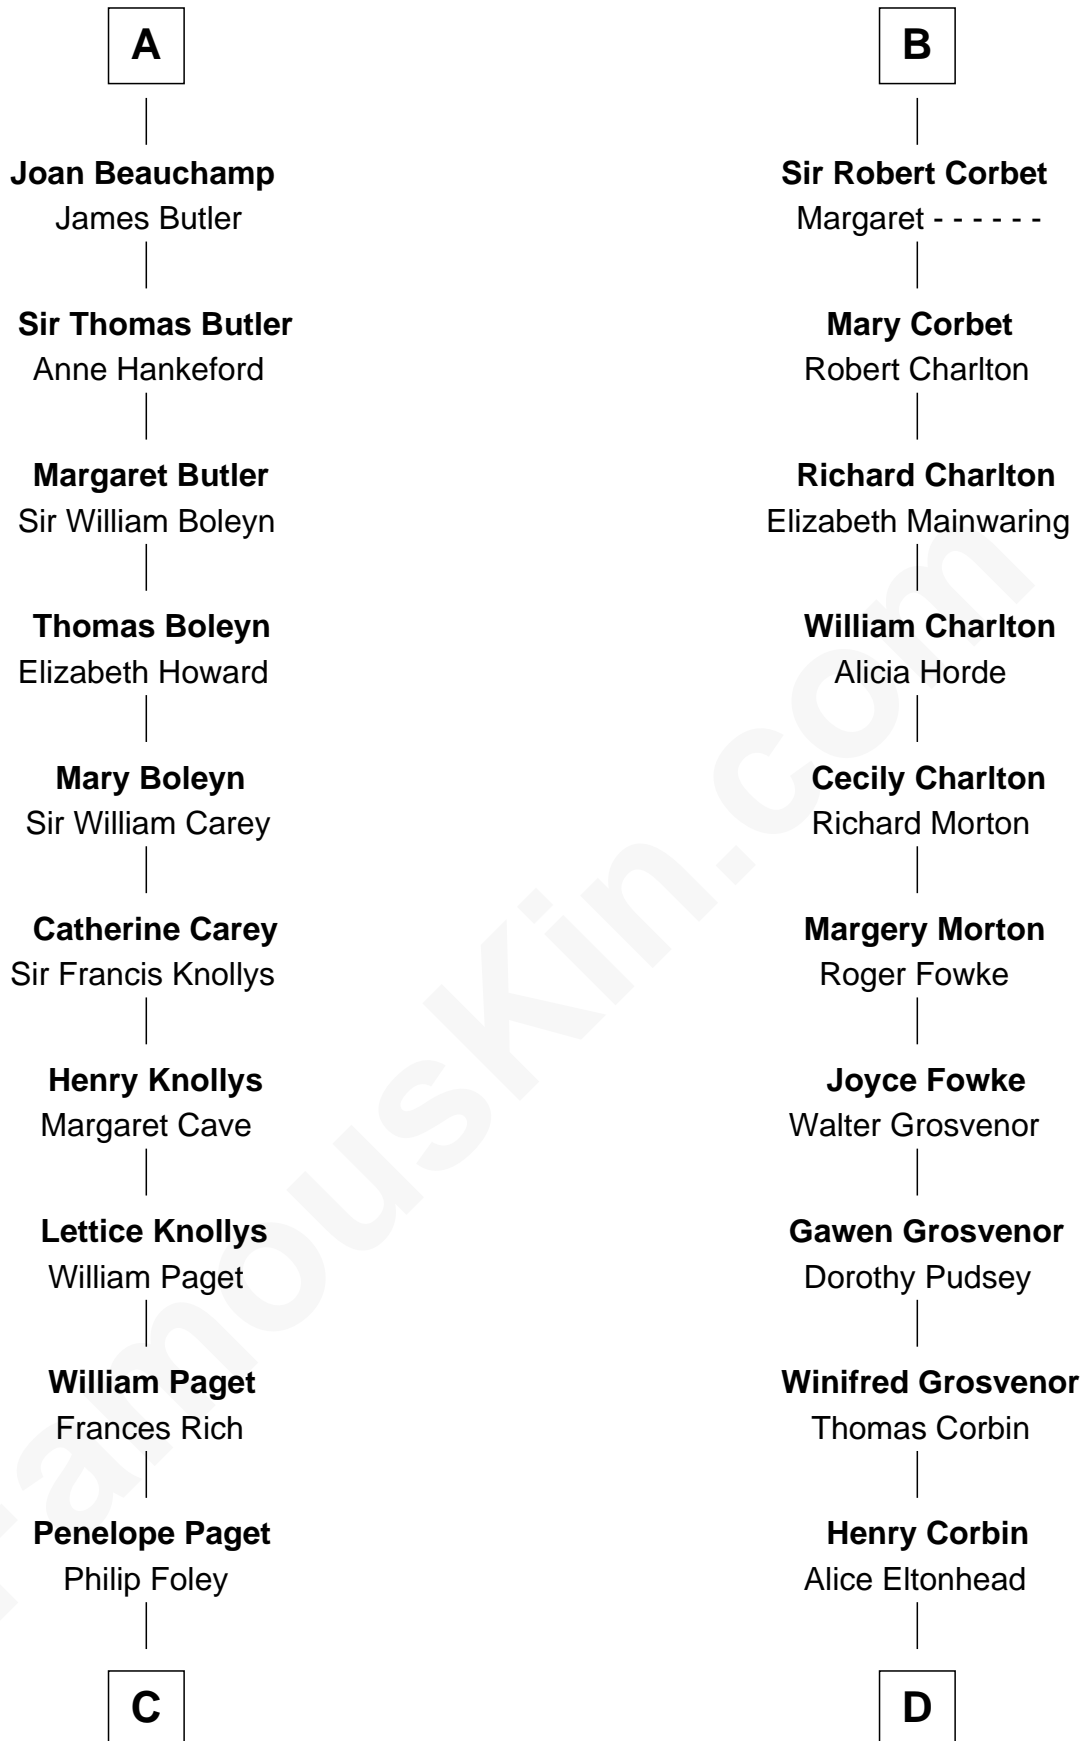 A
Joan Beauchamp
James Butler
Sir Thomas Butler
Anne Hankeford
Margaret Butler
Sir William Boleyn
Thomas Boleyn
Elizabeth Howard
Mary Boleyn
Sir William Carey
Catherine Carey
Sir Francis Knollys
Henry Knollys
Margaret Cave
Lettice Knollys
William Paget
William Paget
Frances Rich
Penelope Paget
Philip Foley
C
B
Sir Robert Corbet
Margaret - - - - - -
Mary Corbet
Robert Charlton
Richard Charlton
Elizabeth Mainwaring
William Charlton
Alicia Horde
Cecily Charlton
Richard Morton
Margery Morton
Roger Fowke
Joyce Fowke
Walter Grosvenor
Gawen Grosvenor
Dorothy Pudsey
Winifred Grosvenor
Thomas Corbin
Henry Corbin
Alice Eltonhead
D
FamousKin.com